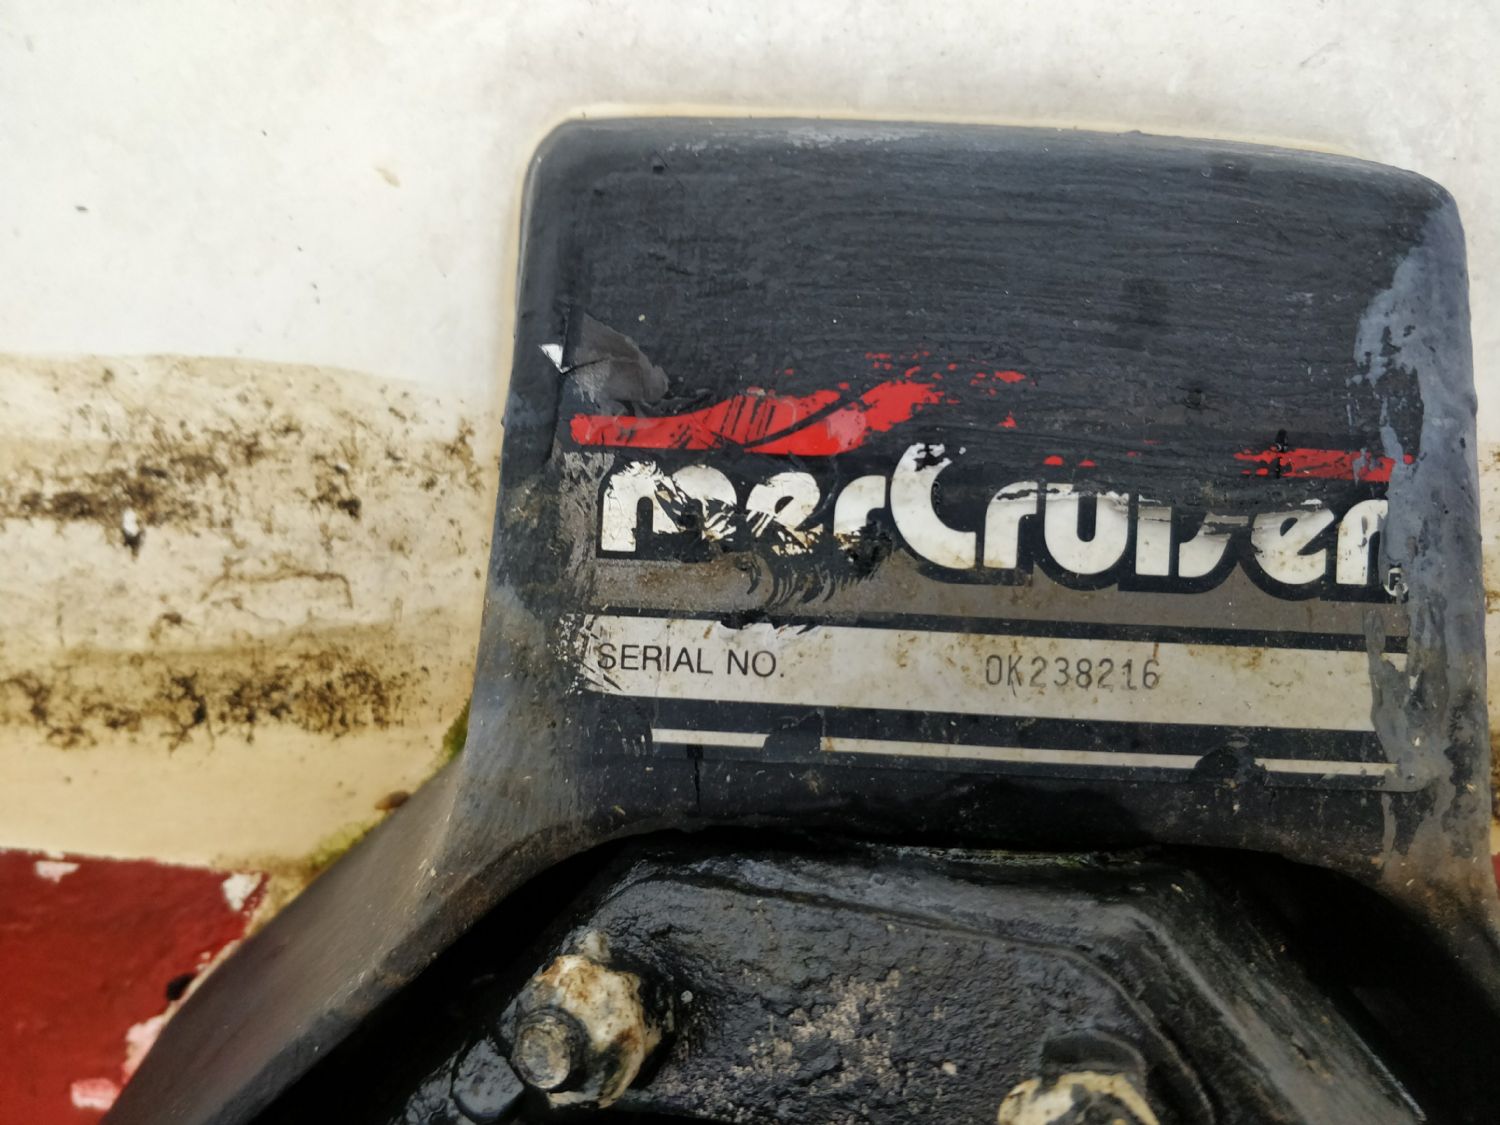 merCruiser
SERIAL NO. 0K238216